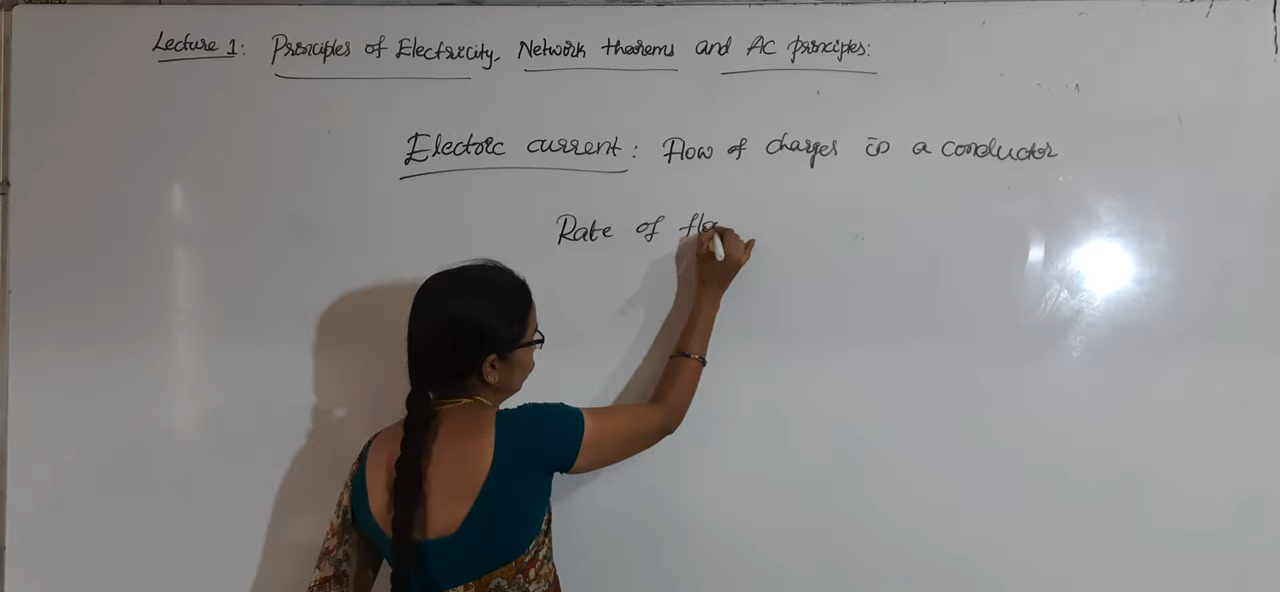 Lecture 1: Principles of Electricity, Network theorems and AC principles:
Electric current: Flow of charges in a conductor
Rate of flo